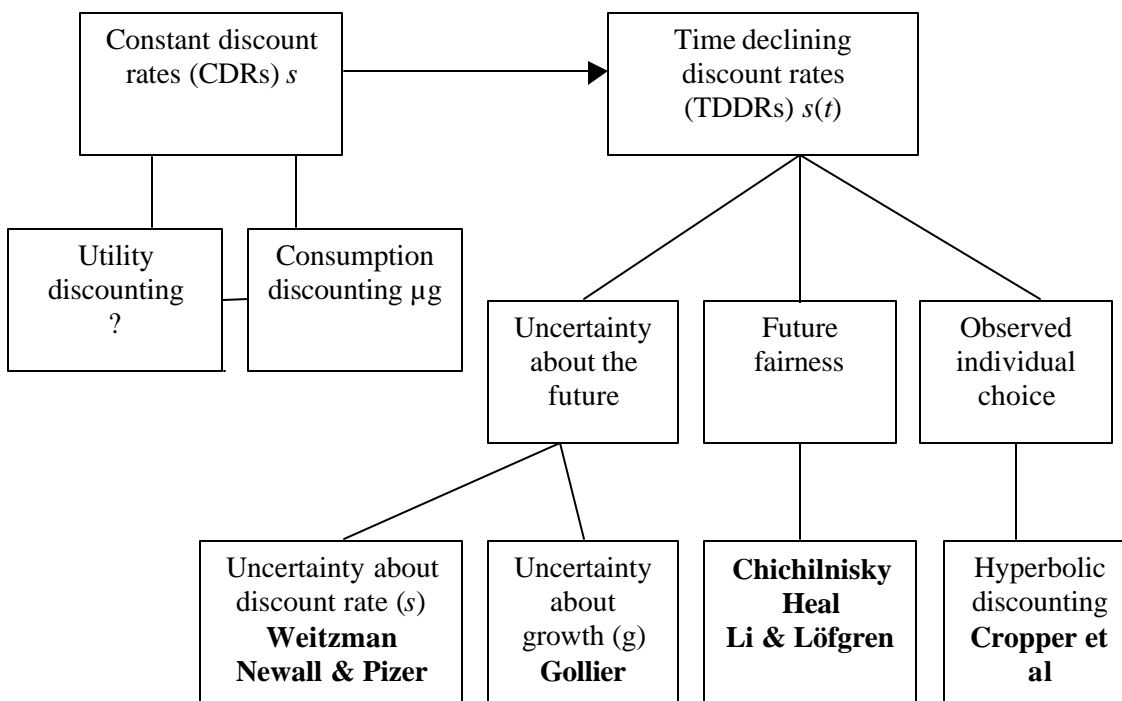 Constant discount
rates (CDRs) s
Time declining
discount rates
(TDDRs) s(t)
Utility
discounting
?
Consumption
discounting µg
Uncertainty
about the
future
Future
fairness
Observed
individual
choice
Uncertainty about
discount rate (s)
Weitzman
Newall & Pizer
Uncertainty
about
growth (g)
Gollier
Chichilnisky
Heal
Li & Löfgren
Hyperbolic
discounting
Cropper et
al